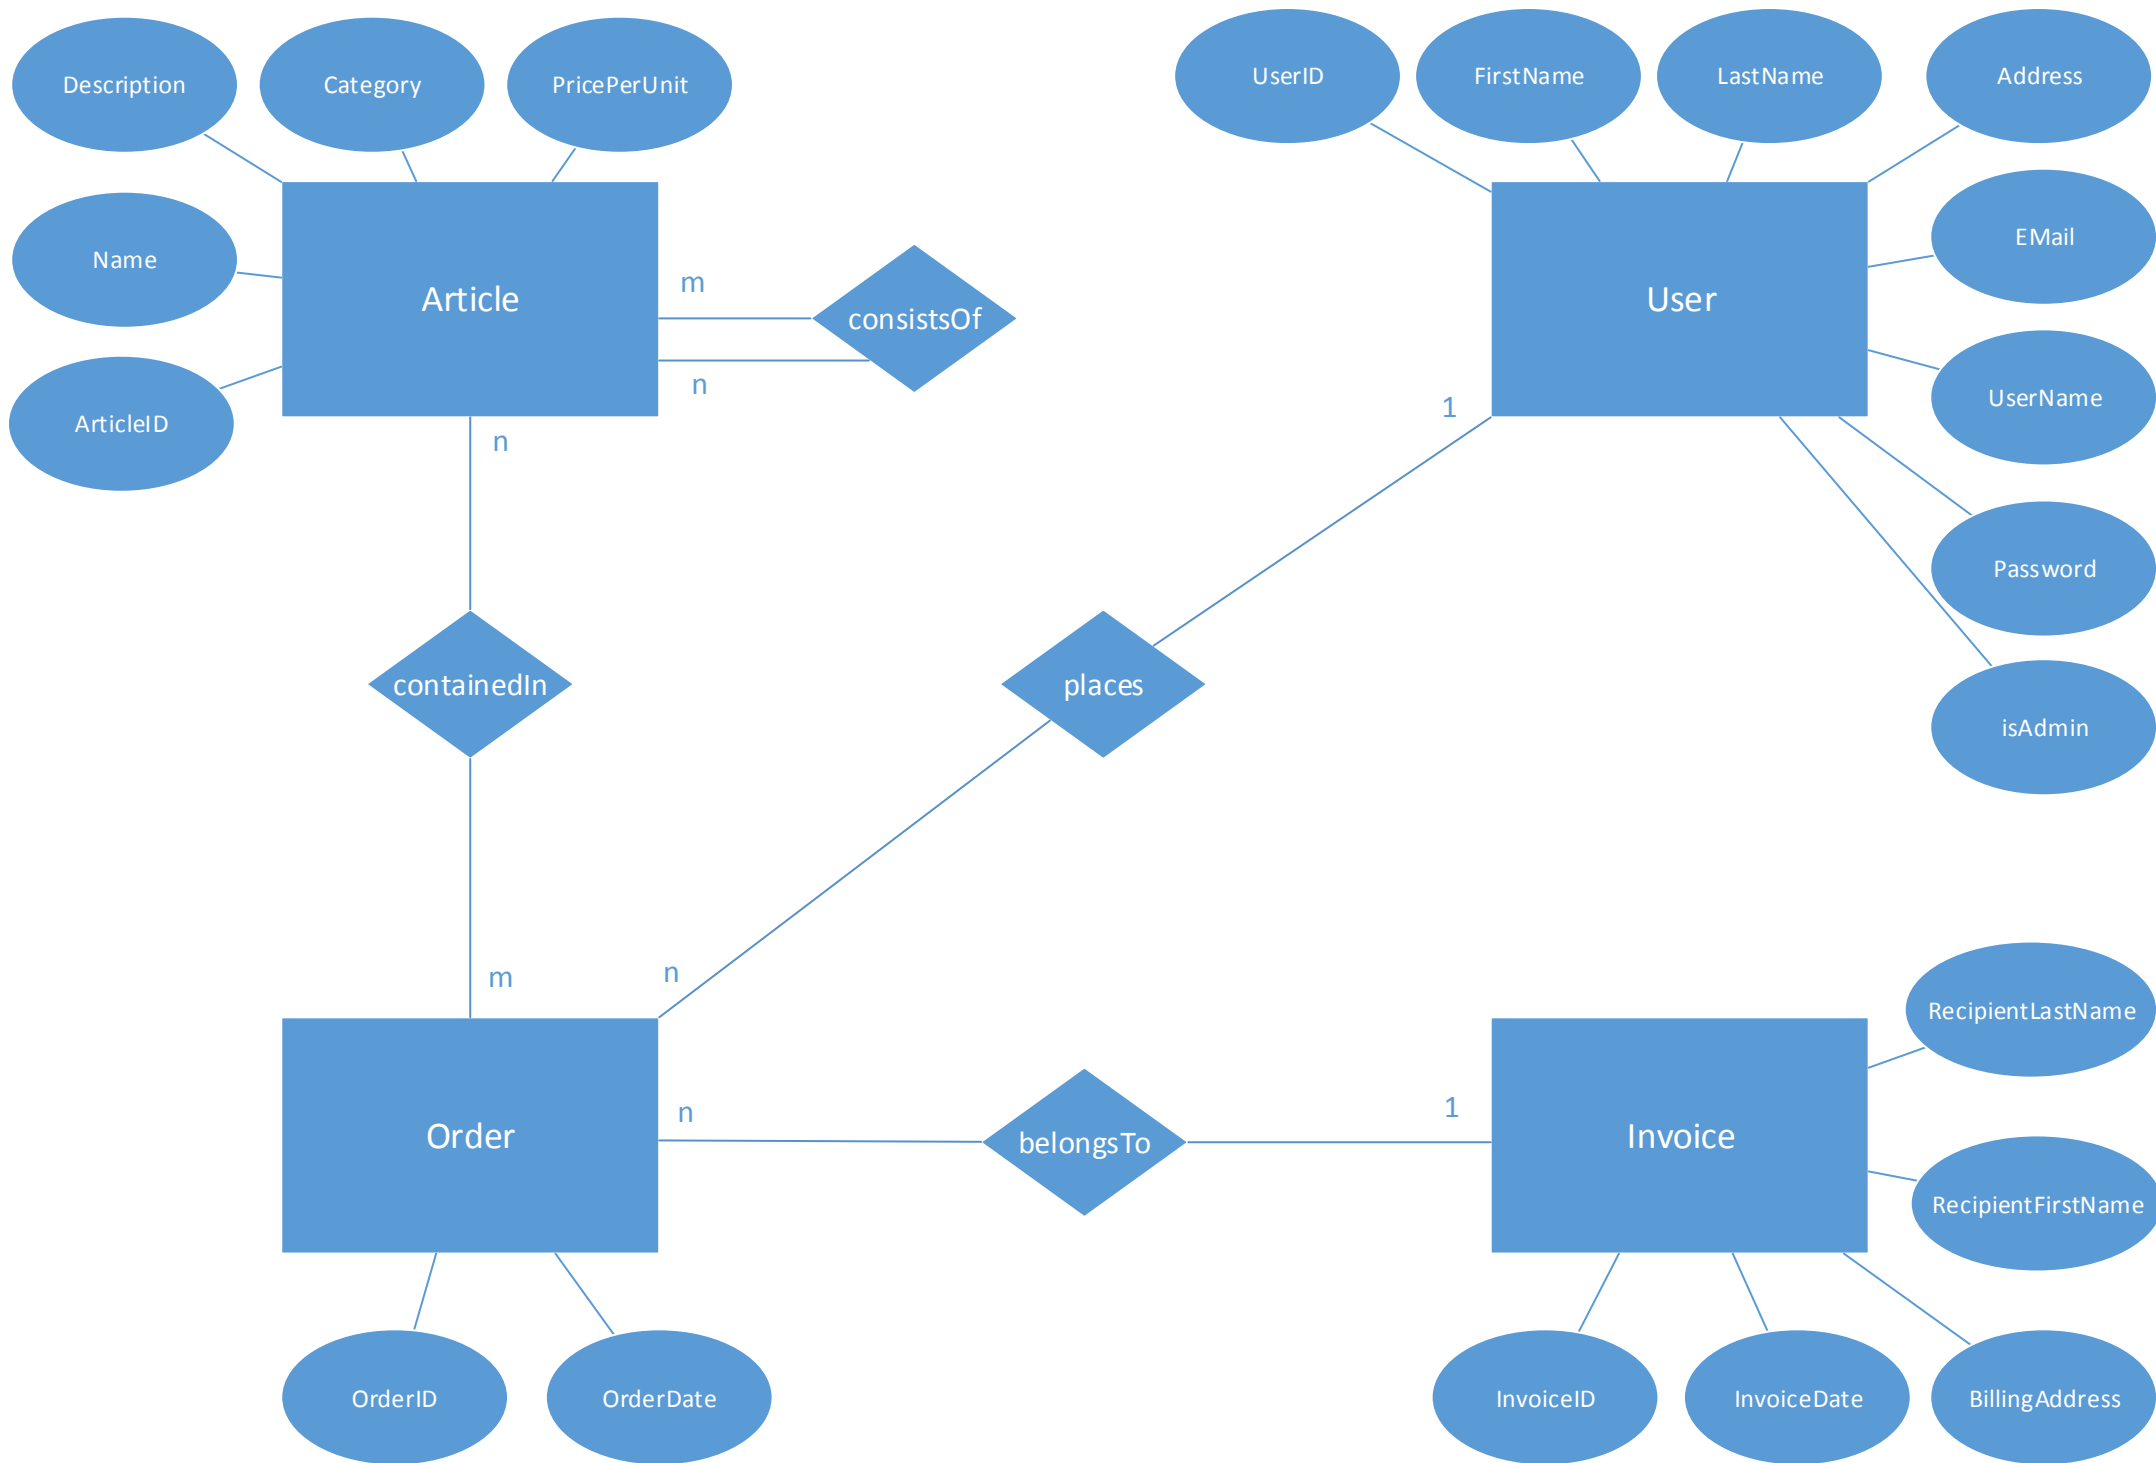 Description
Category
PricePerUnit
UserID
FirstName
LastName
Address
Name
Article
m
consistsOf
n
User
EMail
UserName
ArticleID
n
1
Password
containedIn
places
isAdmin
m
n
RecipientLastName
Order
n
belongsTo
1
Invoice
RecipientFirstName
OrderID
OrderDate
InvoiceID
InvoiceDate
BillingAddress